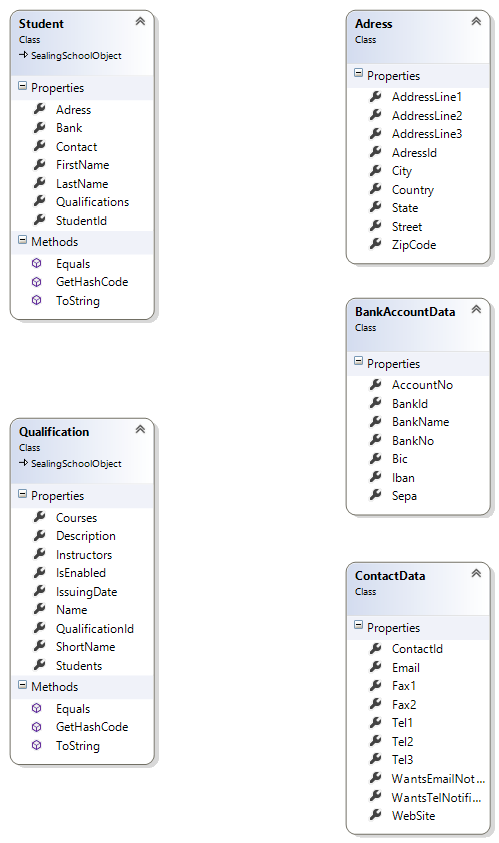 Student
Class
SealingSchoolObject
Properties
Adress
Bank
Contact
FirstName
LastName
Qualifications
StudentId
Methods
Equals
GetHashCode
ToString
Qualification
Class
SealingSchoolObject
Properties
Courses
Description
Instructors
IsEnabled
IssuingDate
Name
QualificationId
ShortName
Students
Methods
Equals
GetHashCode
ToString
Adress
Class
Properties
AddressLine1
AddressLine2
AddressLine3
AdressId
City
Country
State
Street
ZipCode
BankAccountData
Class
Properties
AccountNo
BankId
BankName
BankNo
Bic
Iban
Sepa
ContactData
Class
Properties
ContactId
Email
Fax1
Fax2
Tel1
Tel2
Tel3
WantsEmailNot...
WantsTelNotifi...
WebSite